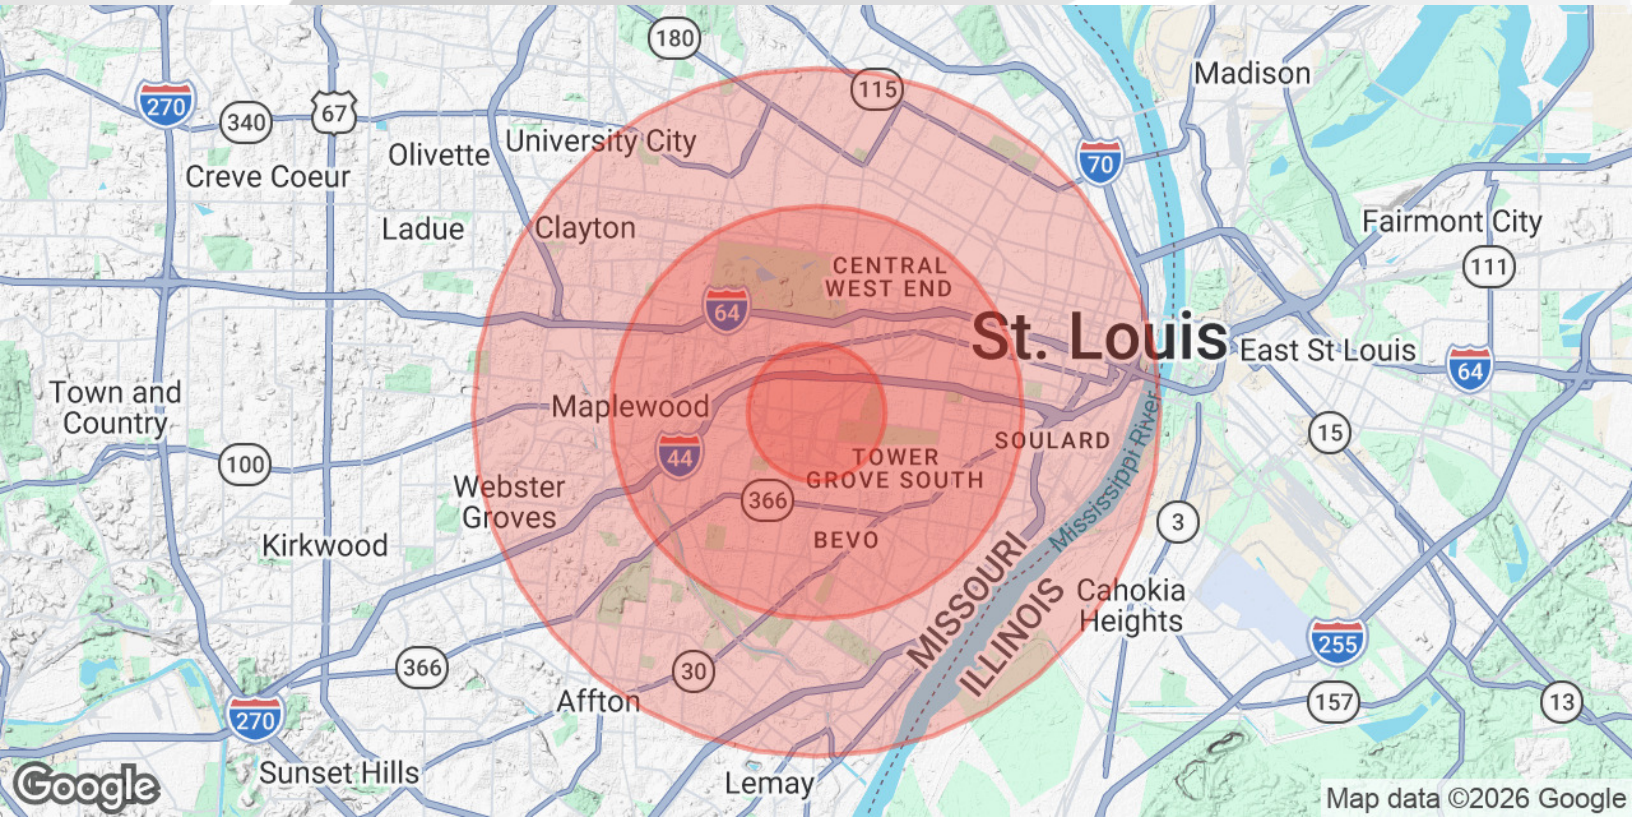 180
Madison
115
270
67
340
University City
Olivette
70
Creve Coeur
Fairmont City
Ladue
Clayton
CENTRAL
WEST END
111
64
St. Louis
East St Louis
64
Town and
Country
Maplewood
15
SOULARD
100
44
TOWER
GROVE SOUTH
Mississippi River
Webster
Groves
366
3
Kirkwood
BEVO
MISSOURI
ILLINOIS
Cahokia
Heights
255
366
30
Affton
157
13
270
Sunset Hills
Lemay
Google
Map data ©2026 Google